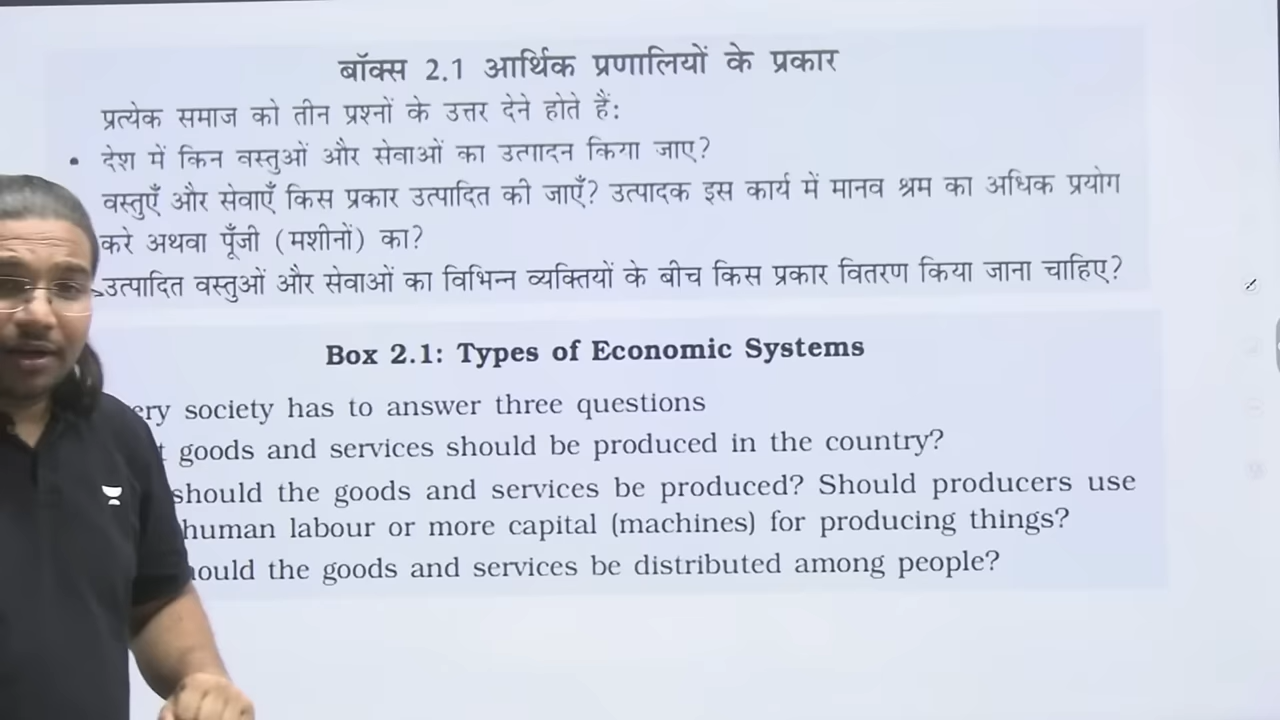 बॉक्स 2.1 आर्थिक प्रणालियों के प्रकार
प्रत्येक समाज को तीन प्रश्नों के उत्तर देने होते हैं:
• देश में किन वस्तुओं और सेवाओं का उत्पादन किया जाए?
वस्तुएँ और सेवाएँ किस प्रकार उत्पादित की जाएँ? उत्पादक इस कार्य में मानव श्रम का अधिक प्रयोग
करे अथवा पूँजी (मशीनों) का?
उत्पादित वस्तुओं और सेवाओं का विभिन्न व्यक्तियों के बीच किस प्रकार वितरण किया जाना चाहिए?
Box 2.1: Types of Economic Systems
society has to answer three questions
goods and services should be produced in the country?
should the goods and services be produced? Should producers use
human labour or more capital (machines) for producing things?
the goods and services be distributed among people?